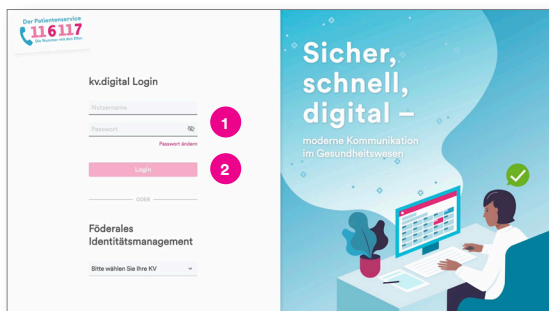 Der Patientenservice
116117
Die Nummer mit den Elfen
kv.digital Login
Nutzername
Passwort
Passwort ändern
1
Login
2
ODER
Föderales
Identitätsmanagement
Bitte wählen Sie Ihre KV
Sicher,
schnell,
digital –
moderne Kommunikation
im Gesundheitswesen